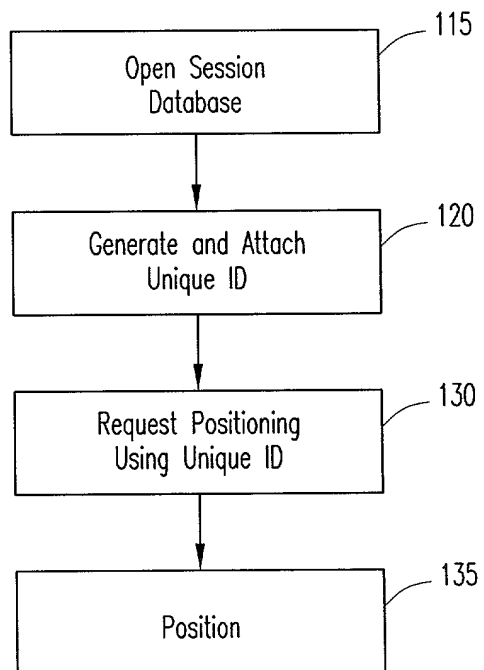 115
Open Session
Database
120
Generate and Attach
Unique ID
130
Request Positioning
Using Unique ID
135
Position